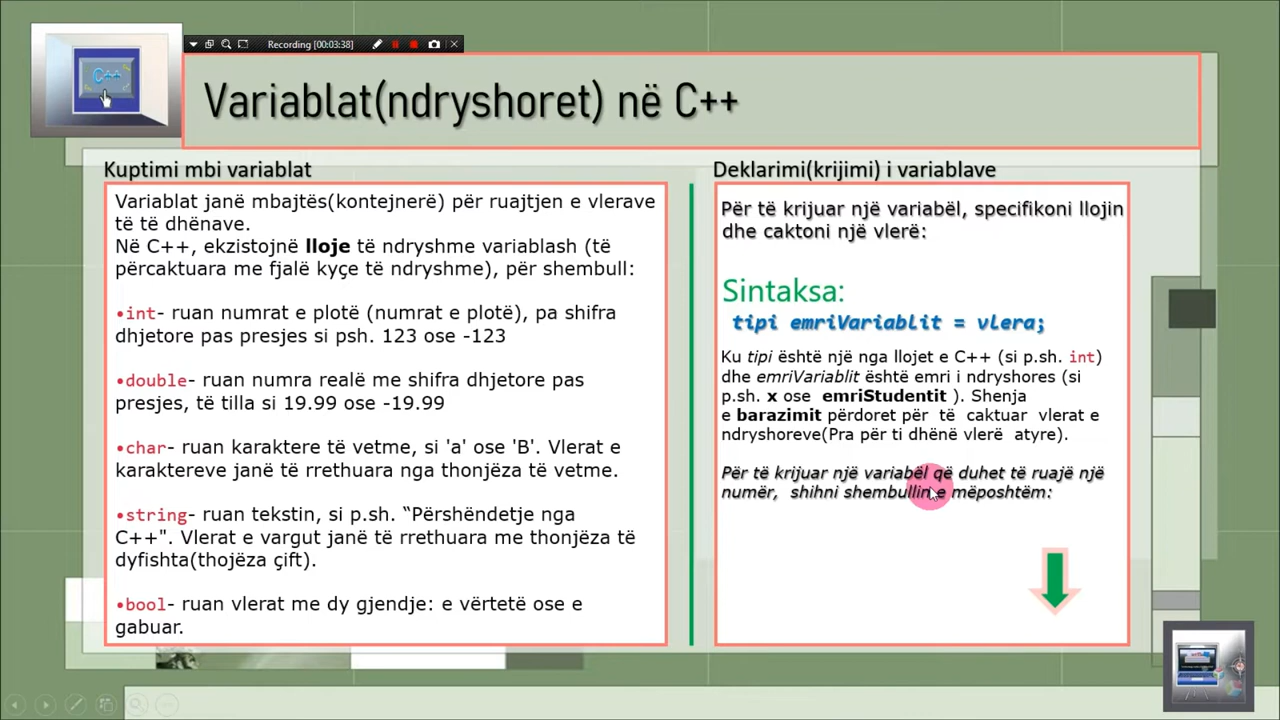 C++
Recording [00:03:38]
Variablat(ndryshoret) në C++
Kuptimi mbi variablat
Variablat janë mbajtës(kontejnerë) për ruajtjen e vlerave
të të dhënave.
Në C++, ekzistojnë lloje të ndryshme variablash (të
përcaktuara me fjalë kyçe të ndryshme), për shembull:
•int- ruan numrat e plotë (numrat e plotë), pa shifra
dhjetore pas presjes si psh. 123 ose -123
•double- ruan numra realë me shifra dhjetore pas
presjes, të tilla si 19.99 ose -19.99
•char- ruan karaktere të vetme, si 'a' ose 'B'. Vlerat e
karaktereve janë të rrethuara nga thonjëza të vetme.
•string- ruan tekstin, si p.sh. “Përshëndetje nga
C++". Vlerat e vargut janë të rrethuara me thonjëza të
dyfishta(thojëza çift).
•bool- ruan vlerat me dy gjendje: e vërtetë ose e
gabuar.
Deklarimi(krijimi) i variablave
Për të krijuar një variabël, specifikoni llojin
dhe caktoni një vlerë:
Sintaksa:
tipi emriVariablit = vlera;
Ku tipi është një nga llojet e C++ (si p.sh. int)
dhe emriVariablit është emri i ndryshores (si
p.sh. x ose emriStudentit ). Shenja
e barazimit përdoret për të caktuar vlerat e
ndryshoreve(Pra për ti dhënë vlerë atyre).
Për të krijuar një variabël që duhet të ruajë një
numër, shihni shembullin e mëposhtëm: